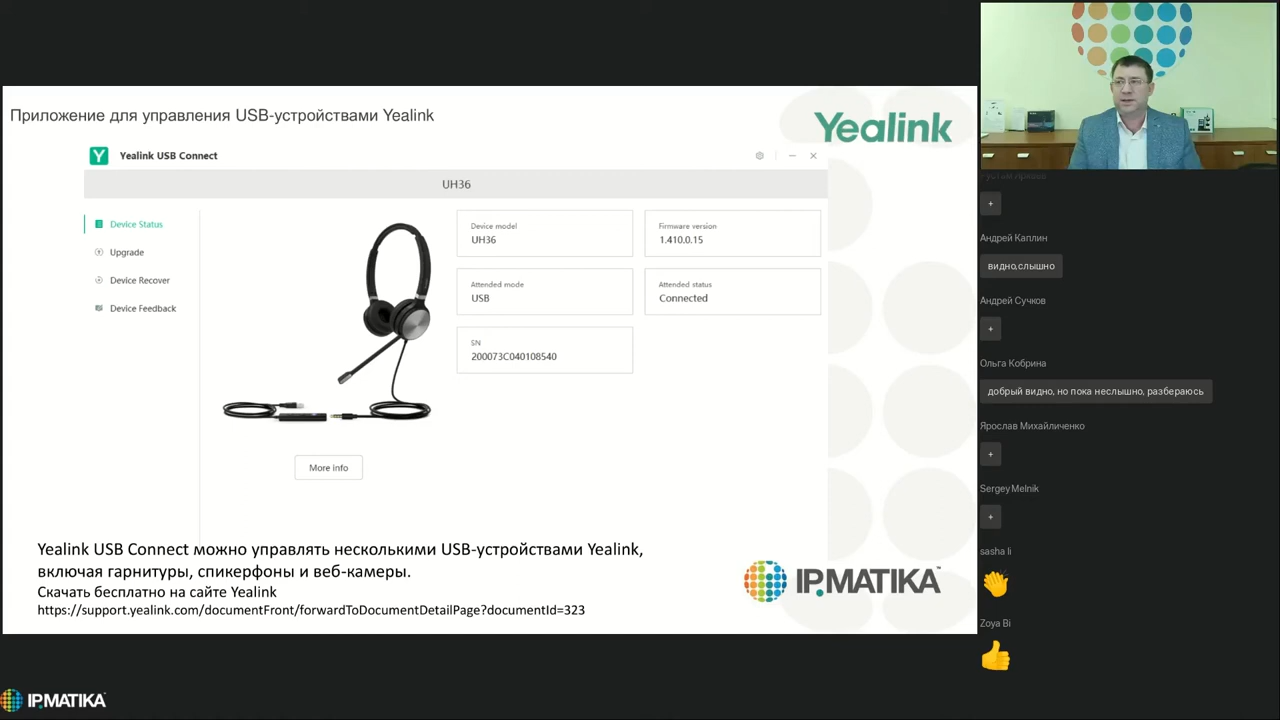 Приложение для управления USB-устройствами Yealink
Yealink
Yealink USB Connect
UH36
Device Status
Upgrade
Device Recover
Device Feedback
Device model
UH36
Firmware version
1.410.0.15
Attended mode
USB
Attended status
Connected
SN
200073C040108540
More info
Yealink USB Connect можно управлять несколькими USB-устройствами Yealink,
включая гарнитуры, спикерфоны и веб-камеры.
Скачать бесплатно на сайте Yealink
https://support.yealink.com/documentFront/forwardToDocumentDetailPage?documentId=323
IP.MATIKA™
IP.MATIKA
+
Андрей Каплин
видно,слышно
Андрей Сучков
+
Ольга Кобрина
добрый видно, но пока неслышно, разбераюсь
Ярослав Михайличенко
+
Sergey Melnik
+
sasha li
Zoya Bi